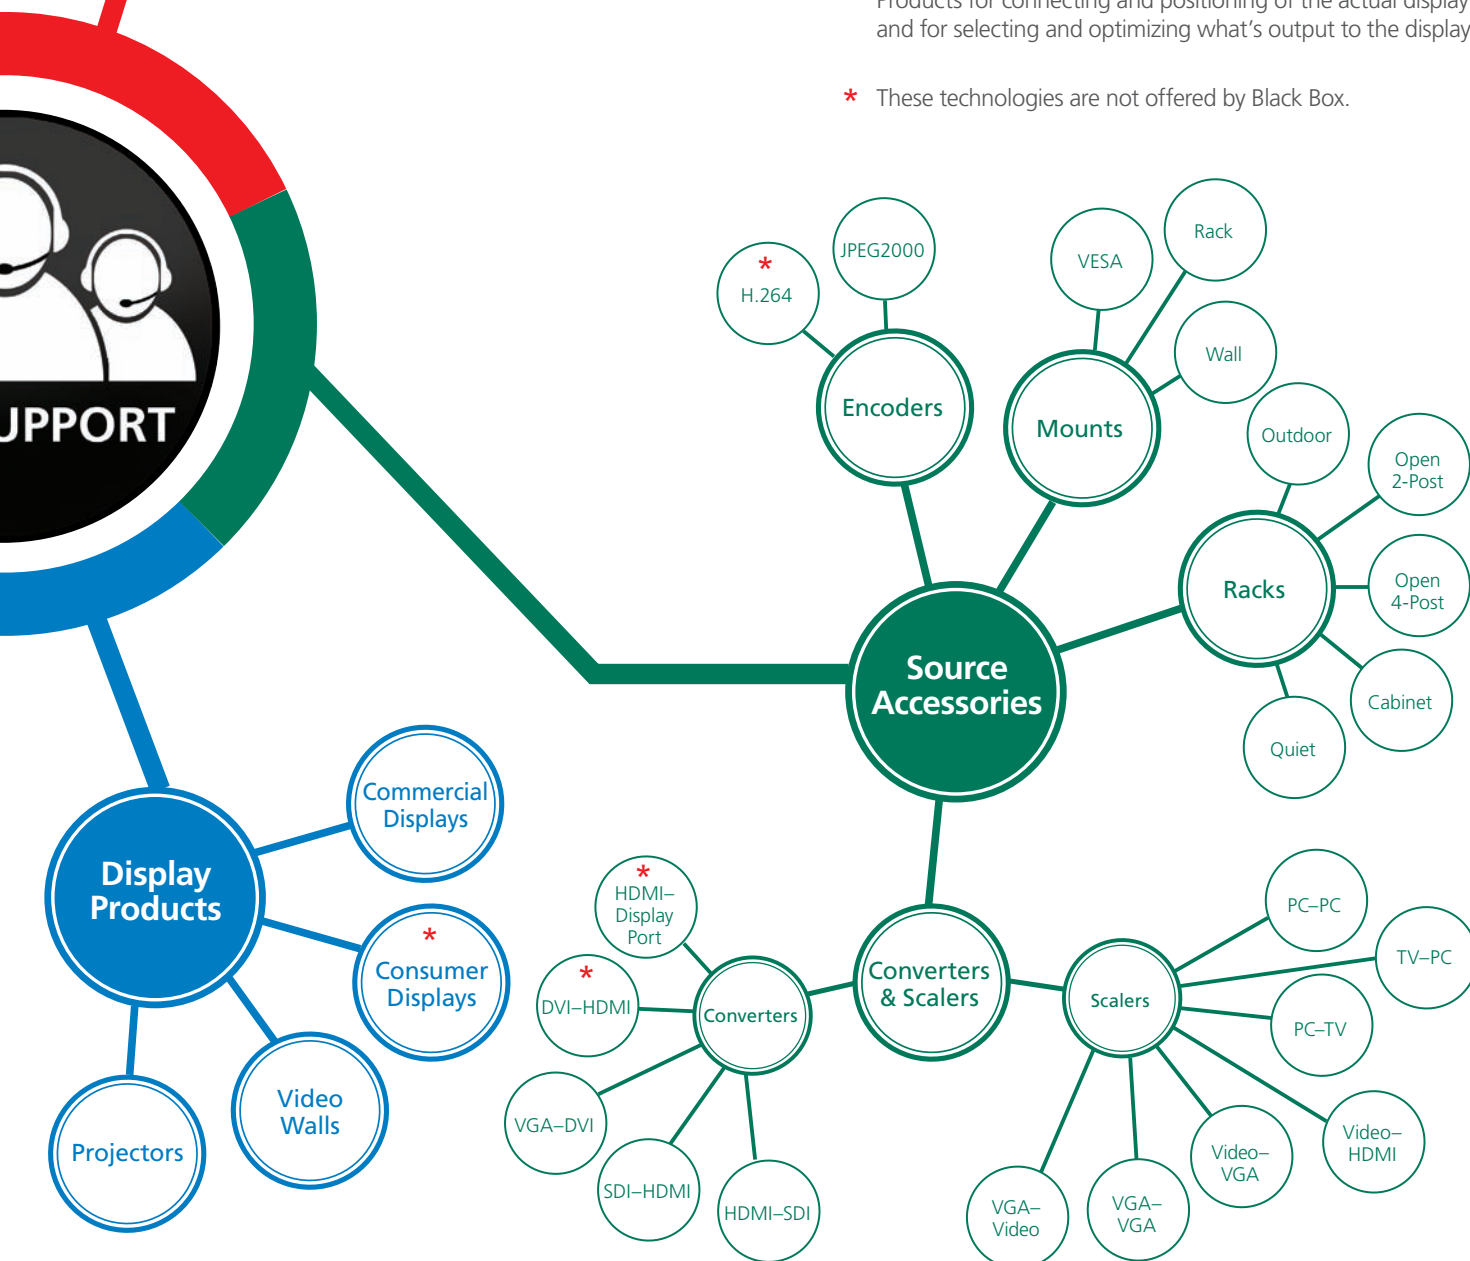 Products for connecting and positioning of the actual display
and for selecting and optimizing what's output to the display
* These technologies are not offered by Black Box.
UPPORT
*
H.264
JPEG2000
Encoders
VESA
Rack
Wall
Mounts
Outdoor
Open
2-Post
Open
4-Post
Cabinet
Quiet
Racks
Source
Accessories
Display
Products
Commercial
Displays
*
Consumer
Displays
Video
Walls
Projectors
*
HDMI–
Display
Port
*
DVI–HDMI
VGA–DVI
SDI–HDMI
HDMI–SDI
Converters
Converters
& Scalers
Scalers
PC–PC
TV–PC
PC–TV
Video–
HDMI
Video–
VGA
VGA–
VGA
VGA–
Video